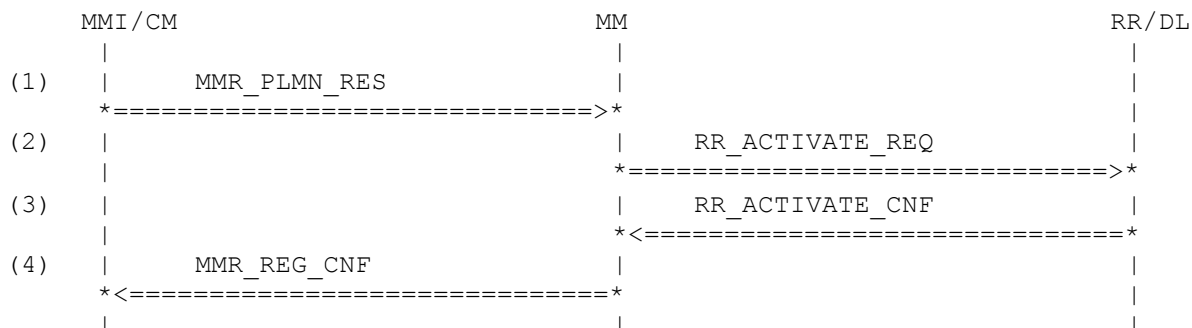 MMI/CM MM RR/DL
(1) MMR_PLMN_RES
(2) RR_ACTIVATE_REQ
(3) RR_ACTIVATE_CNF
(4) MMR_REG_CNF